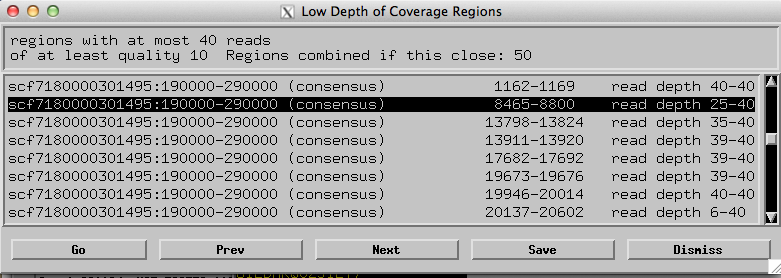 Low Depth of Coverage Regions
regions with at most 40 reads
of at least quality 10 Regions combined if this close: 50
scf7180000301495:190000-290000 (consensus) 1162-1169 read depth 40-40
scf7180000301495:190000-290000 (consensus) 8465-8800 read depth 25-40
scf7180000301495:190000-290000 (consensus) 13798-13824 read depth 35-40
scf7180000301495:190000-290000 (consensus) 13911-13920 read depth 39-40
scf7180000301495:190000-290000 (consensus) 17682-17692 read depth 39-40
scf7180000301495:190000-290000 (consensus) 19673-19676 read depth 39-40
scf7180000301495:190000-290000 (consensus) 19946-20014 read depth 40-40
scf7180000301495:190000-290000 (consensus) 20137-20602 read depth 6-40
Go Prev Next Save Dismiss